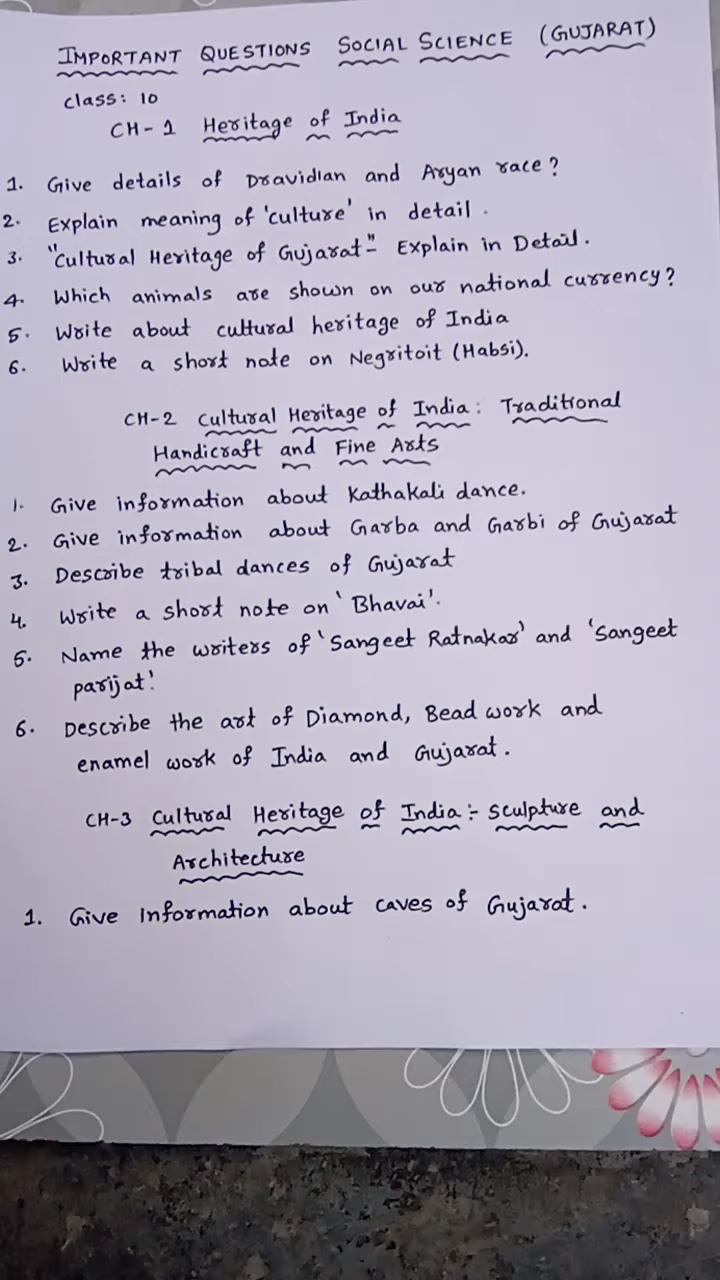 IMPORTANT QUESTIONS SOCIAL SCIENCE (GUJARAT)
class: 10
CH-1 Heritage of India
1. Give details of Dravidian and Aryan race?
2. Explain meaning of 'culture' in detail.
3. "Cultural Heritage of Gujarat" - Explain in Detail.
4. Which animals are shown on our national currency?
5. Write about cultural heritage of India
6. Write a short note on Negritoit (Habsi).
CH-2 Cultural Heritage of India: Traditional
Handicraft and Fine Arts
1. Give information about Kathakali dance.
2. Give information about Garba and Garbi of Gujarat
3. Describe tribal dances of Gujarat
4. Write a short note on 'Bhavai'.
5. Name the writers of 'Sangeet Ratnakar' and 'Sangeet
parijat'.
6. Describe the art of Diamond, Bead work and
enamel work of India and Gujarat.
CH-3 Cultural Heritage of India:- Sculpture and
Architecture
1. Give information about caves of Gujarat.